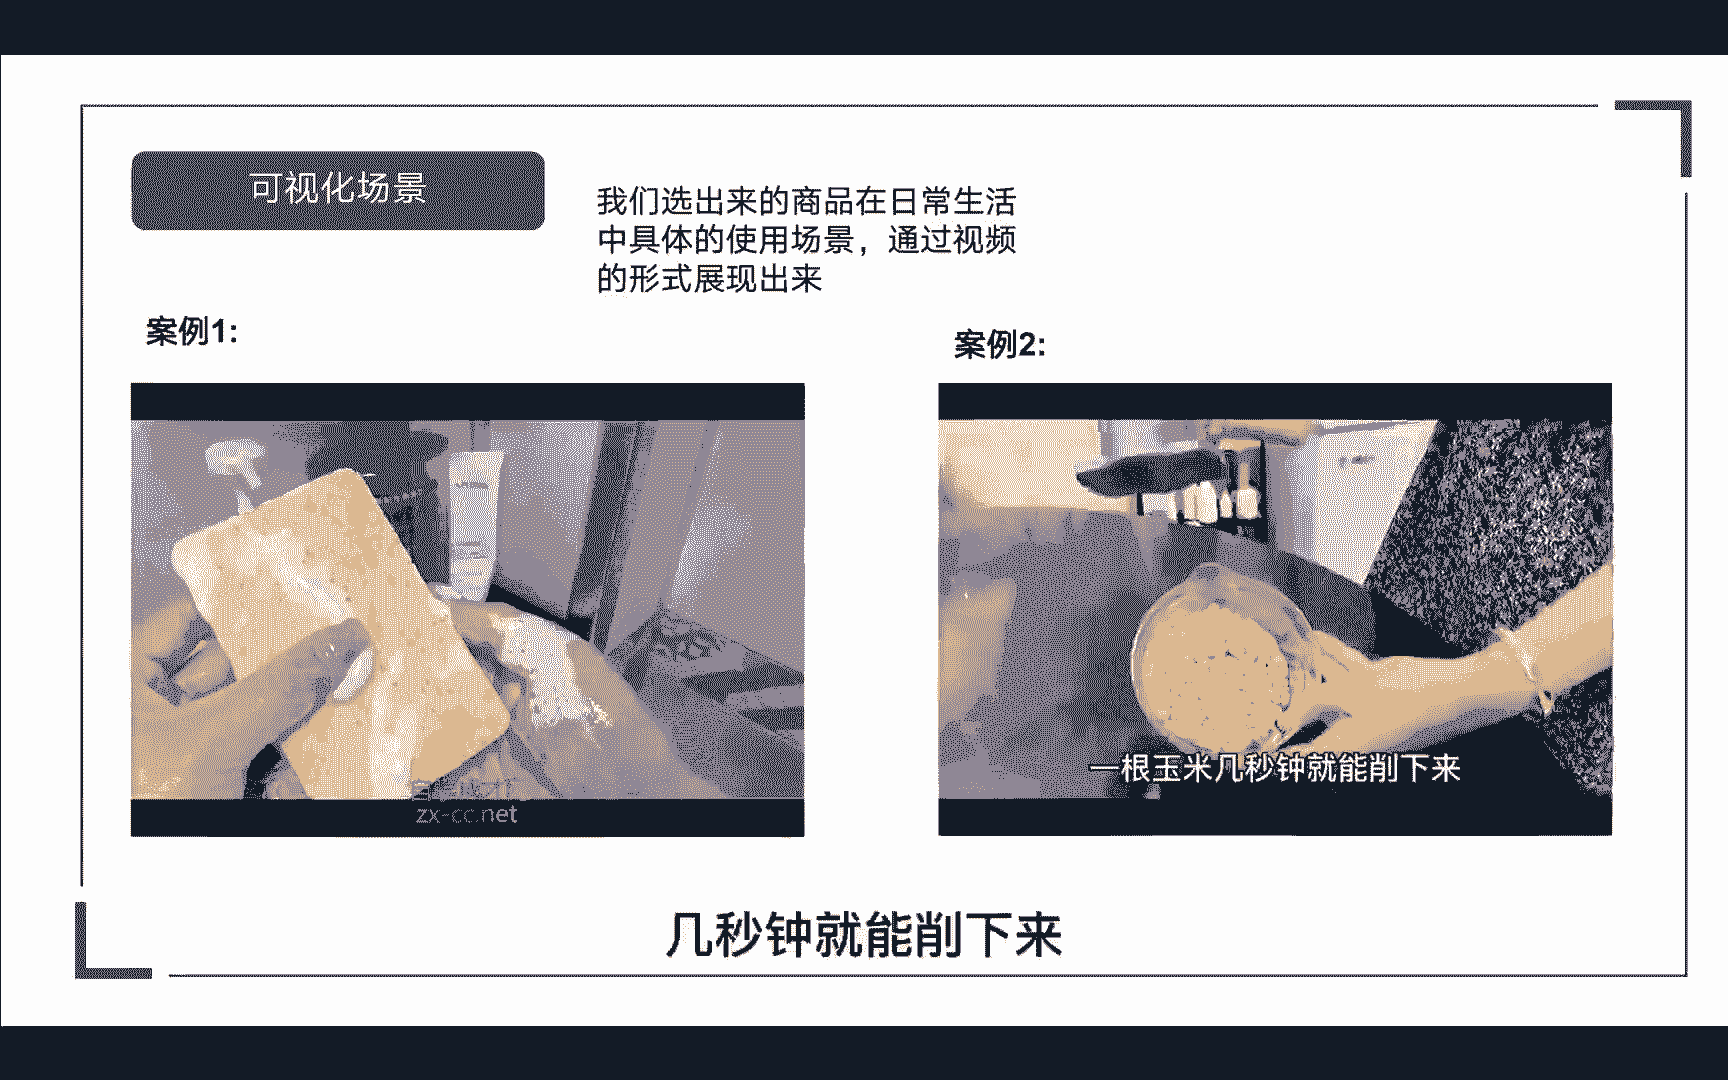 可视化场景
我们选出来的商品在日常生活
中具体的使用场景，通过视频
的形式展现出来
案例1:
案例2:
一根玉米几秒钟就能削下来
zx-cc.net
几秒钟就能削下来